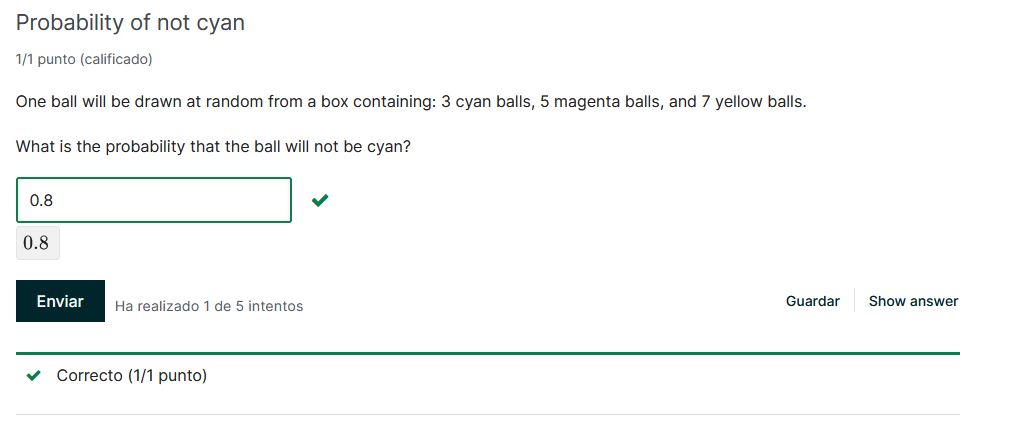 Probability of not cyan
1/1 punto (calificado)
One ball will be drawn at random from a box containing: 3 cyan balls, 5 magenta balls, and 7 yellow balls.
What is the probability that the ball will not be cyan?
0.8
0.8
Enviar
Ha realizado 1 de 5 intentos
Guardar
Show answer
Correcto (1/1 punto)